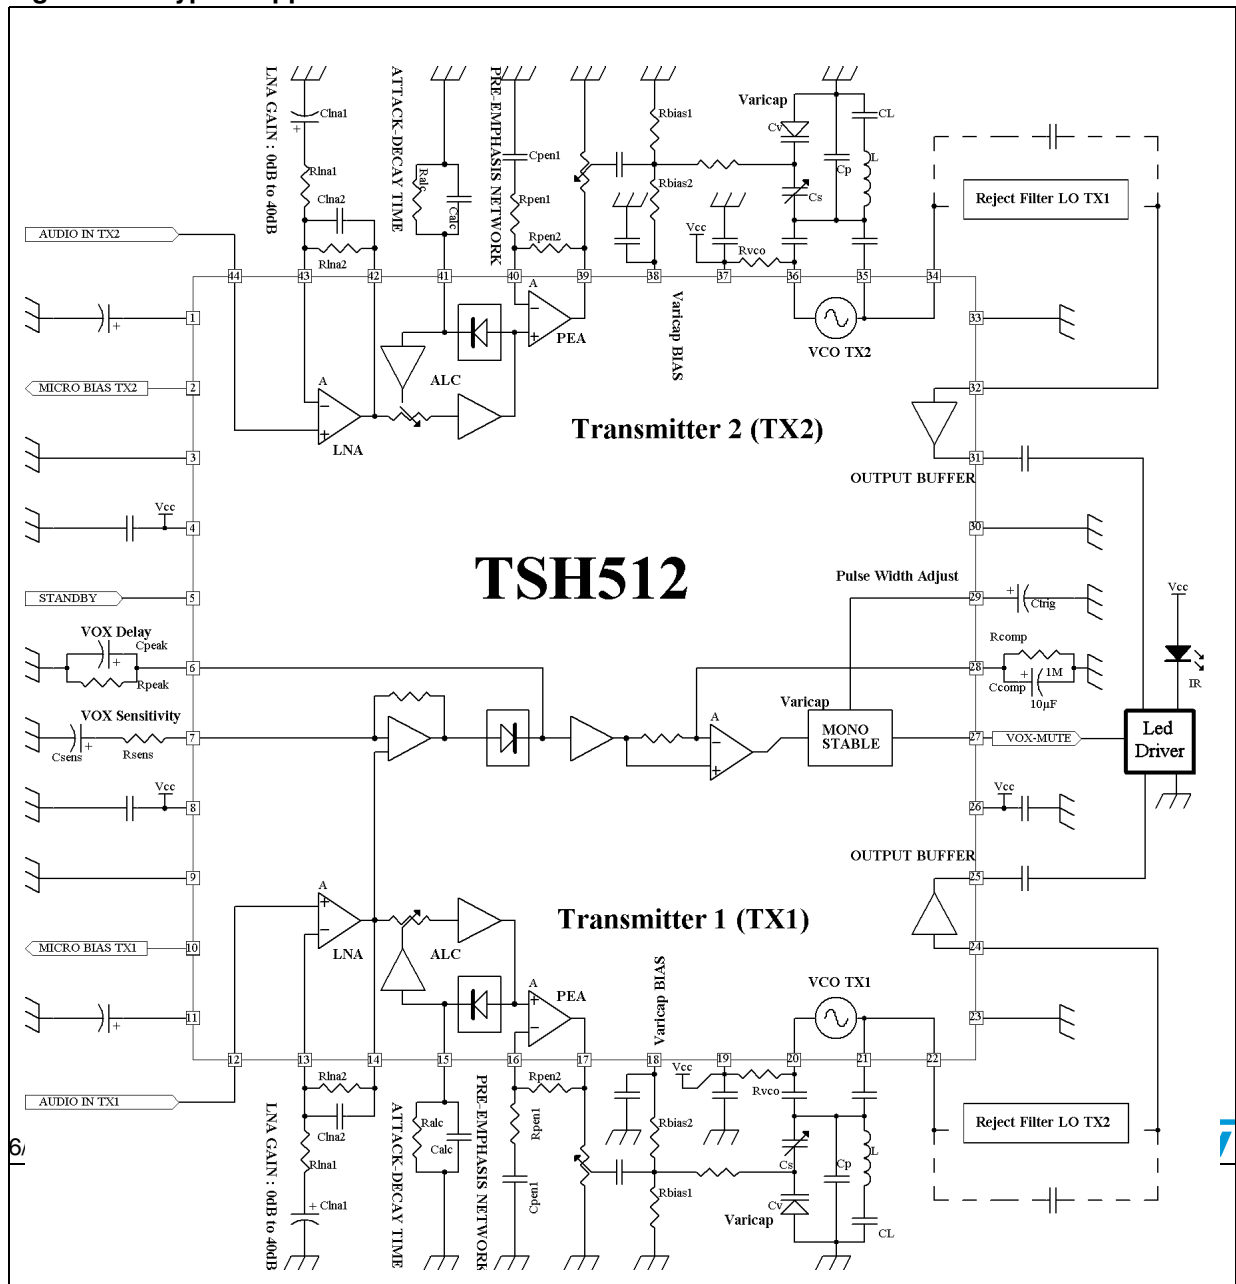 LNA GAIN : 0dB to 40dB
Clna1
+
Rlna1
Clna2
Rlna2
ATTACK-DECAY TIME
Ralc
Calc
PRE-EMPHASIS NETWORK
Cpen1
Rpen1
Rpen2
Rbias1
Rbias2
Varicap
Cv
Cs
Cp
CL
L
Vcc
Rvco
Reject Filter LO TX1
AUDIO IN TX2
44
43
42
41
40
39
38
37
36
35
34
Varicap BIAS
A
PEA
VCO TX2
+
1
33
MICRO BIAS TX2
2
32
ALC
A
LNA
Transmitter 2 (TX2)
3
31
OUTPUT BUFFER
Vcc
4
30
TSH512
Pulse Width Adjust
STANDBY
5
29
+
Ctrig
Vcc
VOX Delay
Cpeak
+
Rpeak
6
28
Rcomp
+
1M
Ccomp
10µF
IR
VOX Sensitivity
Csens
+
Rsens
7
A
Varicap
MONO
STABLE
27
VOX-MUTE
Led
Driver
Vcc
8
26
Vcc
OUTPUT BUFFER
9
25
A
LNA
ALC
Transmitter 1 (TX1)
MICRO BIAS TX1
10
24
A
PEA
Varicap BIAS
VCO TX1
+
11
23
12
13
14
15
16
17
18
19
20
21
22
AUDIO IN TX1
LNA GAIN : 0dB to 40dB
Rlna2
Clna2
Rlna1
+
Clna1
ATTACK-DECAY TIME
Ralc
Calc
PRE-EMPHASIS NETWORK
Rpen2
Rpen1
Cpen1
Vcc
Rvco
Rbias2
Rbias1
Cs
Cv
Varicap
Cp
L
CL
Reject Filter LO TX2
6/